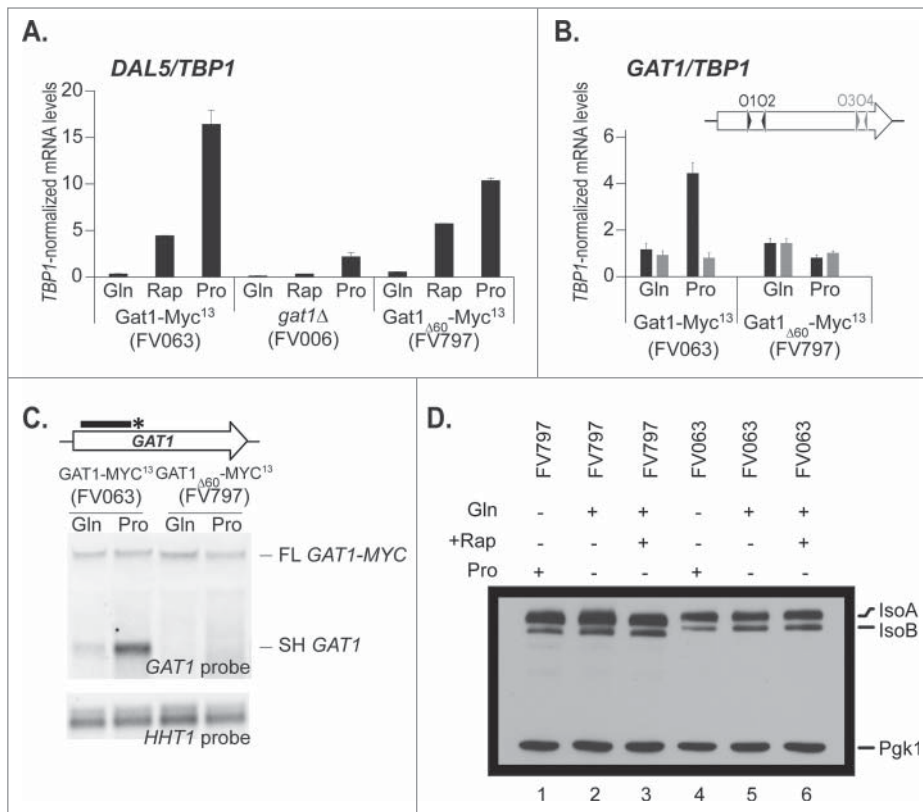 A.
DAL5/TBP1
TBP1-normalized mRNA levels
20
15
10
5
0
Gln Rap Pro Gln Rap Pro Gln Rap Pro
Gat1-Myc¹³ gat1Δ Gat1Δ60-Myc¹³
(FV063) (FV006) (FV797)
B.
GAT1/TBP1
O1O2 O3O4
TBP1-normalized mRNA levels
6
4
2
0
Gln Pro Gln Pro
Gat1-Myc¹³ Gat1Δ60-Myc¹³
(FV063) (FV797)
C.
*
GAT1
GAT1-MYC¹³ GAT1Δ60-MYC¹³
(FV063) (FV797)
Gln Pro Gln Pro
FL GAT1-MYC
SH GAT1
GAT1 probe
HHT1 probe
D.
FV797 FV797 FV797 FV063 FV063 FV063
Gln - + + - + +
+Rap - - + - - +
Pro + - - + - -
IsoA
IsoB
Pgk1
1 2 3 4 5 6